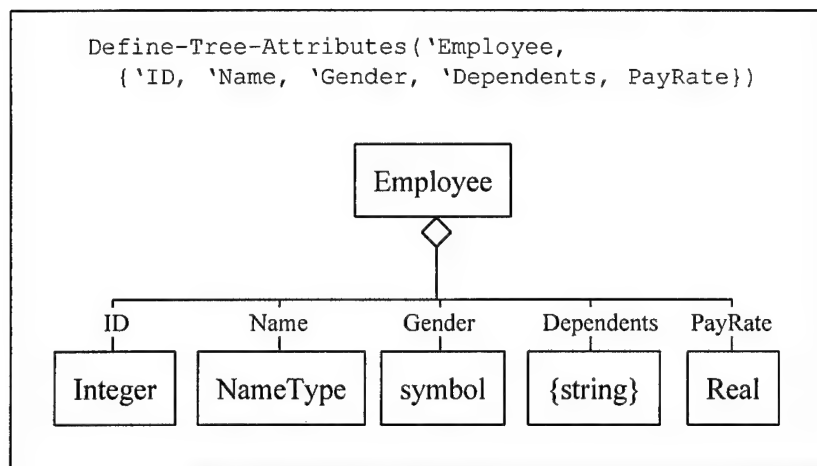 Define-Tree-Attributes(‘Employee,
{‘ID, ‘Name, ‘Gender, ‘Dependents, PayRate})
Employee
ID Name Gender Dependents PayRate
Integer NameType symbol {string} Real